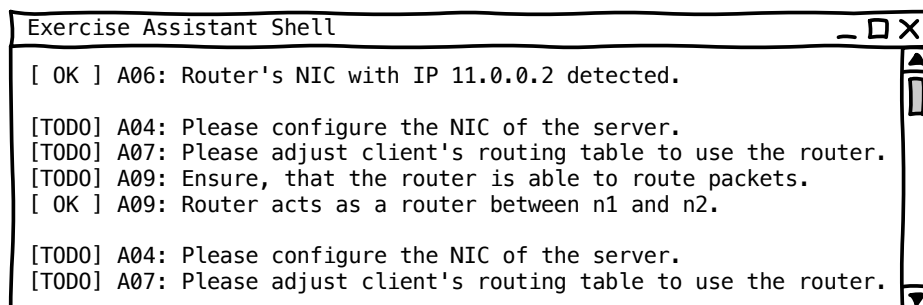 Exercise Assistant Shell
[ OK ] A06: Router's NIC with IP 11.0.0.2 detected.
[TODO] A04: Please configure the NIC of the server.
[TODO] A07: Please adjust client's routing table to use the router.
[TODO] A09: Ensure, that the router is able to route packets.
[ OK ] A09: Router acts as a router between n1 and n2.
[TODO] A04: Please configure the NIC of the server.
[TODO] A07: Please adjust client's routing table to use the router.